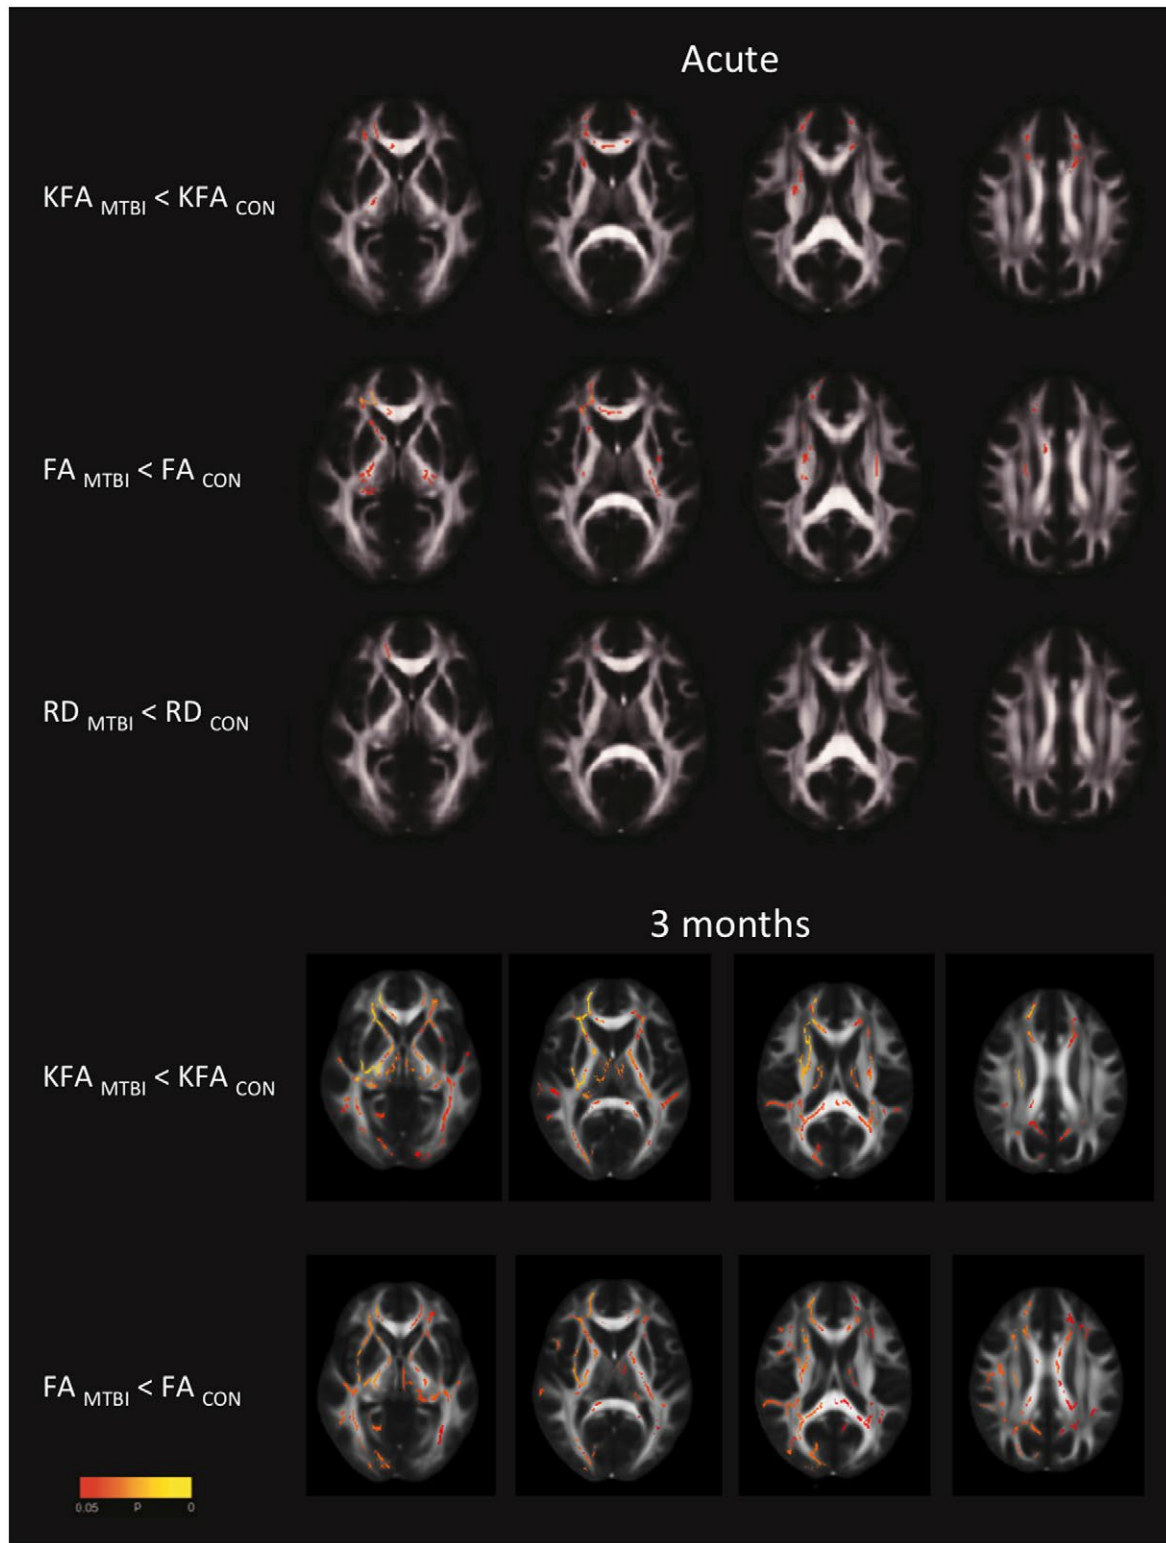 Acute
KFA MTBI < KFA CON
FA MTBI < FA CON
RD MTBI < RD CON
3 months
KFA MTBI < KFA CON
FA MTBI < FA CON
0.05 P 0